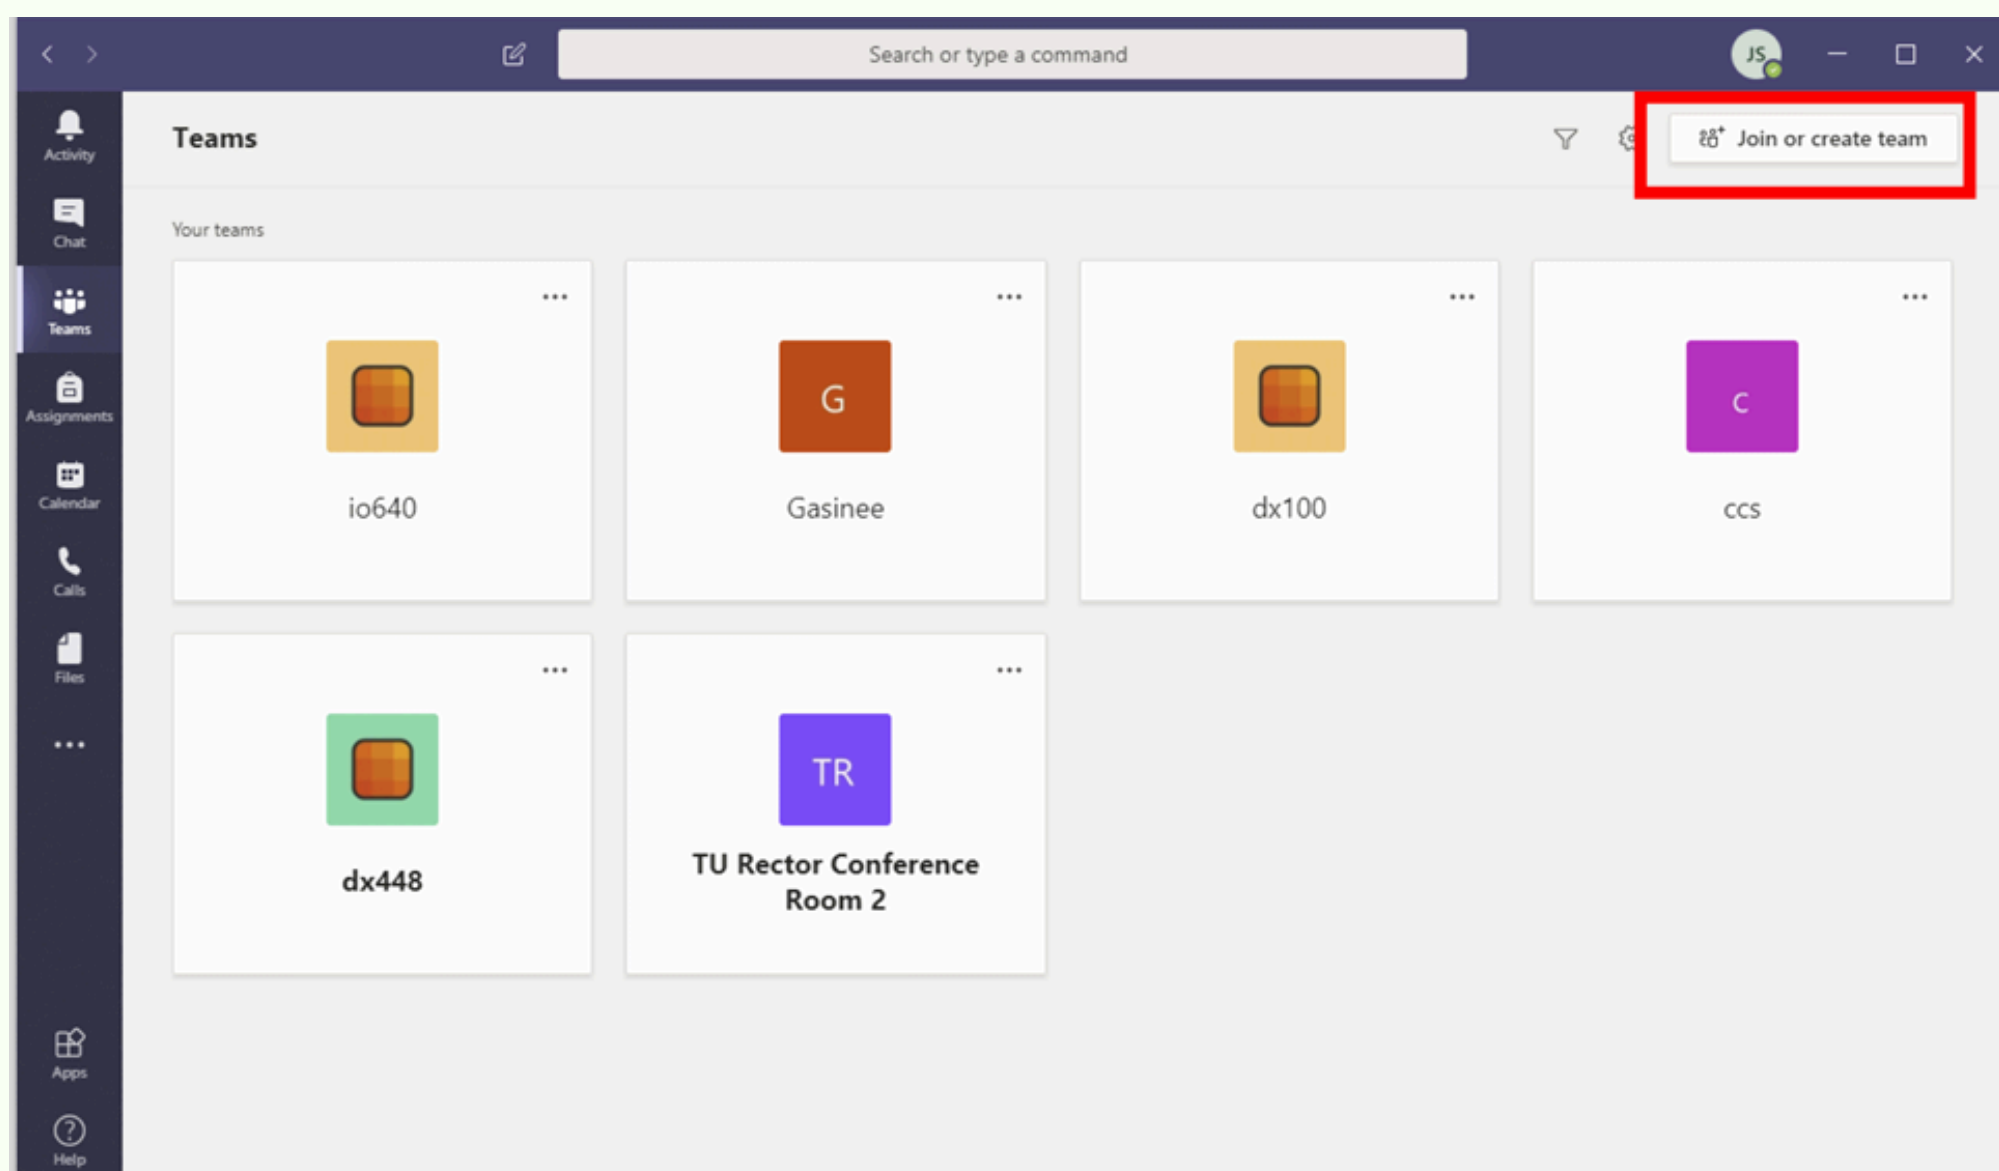 Search or type a command
JS
Activity
Chat
Teams
Assignments
Calendar
Calls
Files
Apps
Help
Teams
Join or create team
Your teams
io640
G
Gasinee
dx100
c
ccs
dx448
TR
TU Rector Conference
Room 2